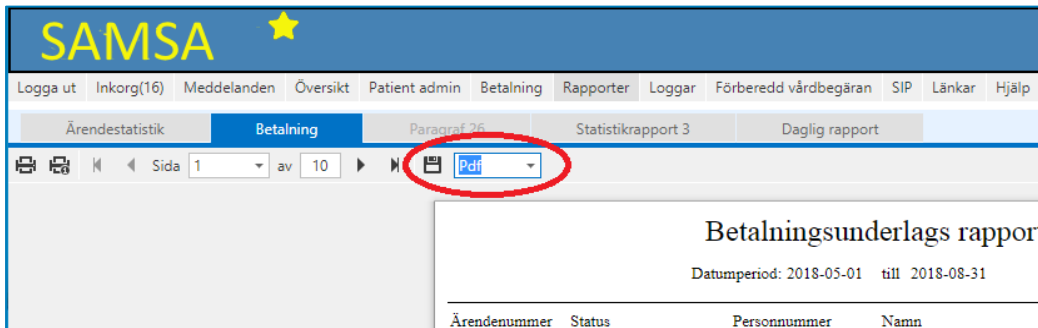 SAMSA
Logga ut Inkorg(16) Meddelanden Översikt Patient admin Betalning Rapporter Loggar Förberedd vårdbegäran SIP Länkar Hjälp
Ärendestatistik Betalning Paragraf 26 Statistikrapport 3 Daglig rapport
Sida 1 av 10 Pdf
Betalningsunderlags rappor
Datumperiod: 2018-05-01 till 2018-08-31
Ärendenummer Status Personnummer Namn